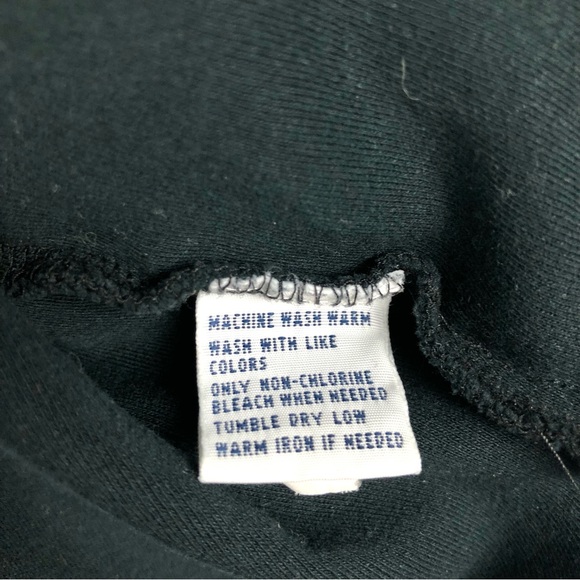 MACHINE WASH WARM
WASH WITH LIKE
COLORS
ONLY NON-CHLORINE
BLEACH WHEN NEEDED
TUMBLE DRY LOW
WARM IRON IF NEEDED